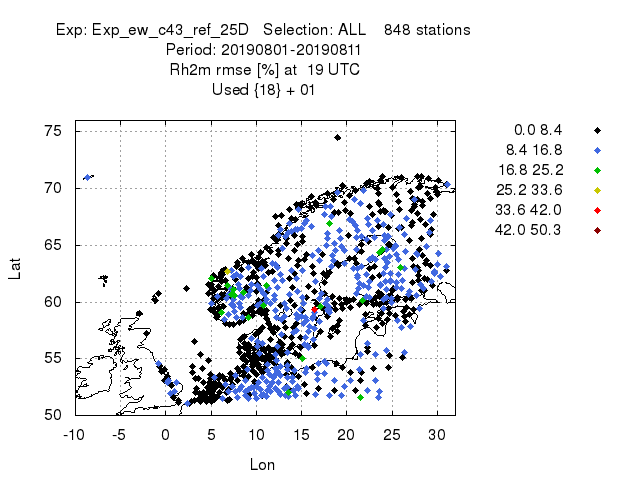 Exp: Exp_ew_c43_ref_25D Selection: ALL 848 stations
Period: 20190801-20190811
Rh2m rmse [%] at 19 UTC
Used {18} + 01
0.0 8.4
8.4 16.8
16.8 25.2
25.2 33.6
33.6 42.0
42.0 50.3
75
70
65
60
55
50
Lat
-10 -5 0 5 10 15 20 25 30
Lon